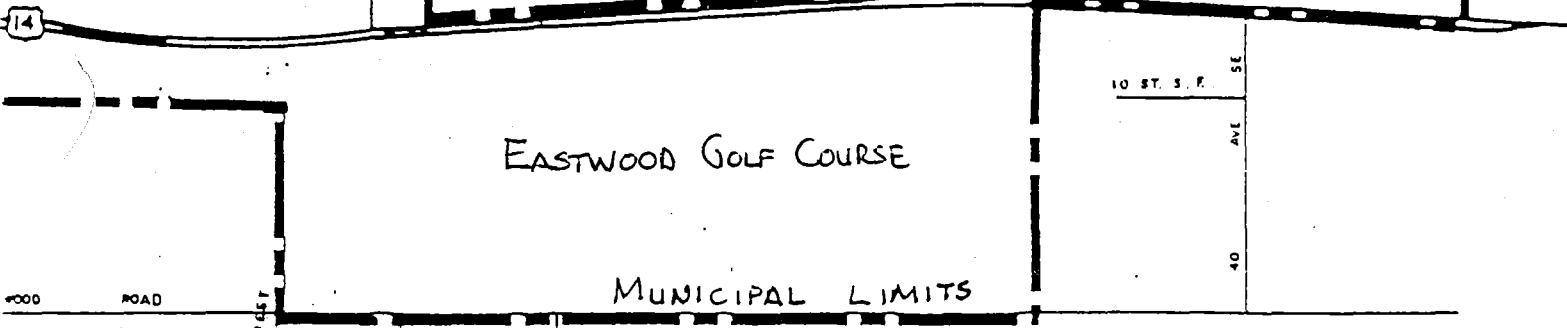 14
10 ST. S. E.
40 AVE SE
EASTWOOD GOLF COURSE
MUNICIPAL LIMITS
ROAD